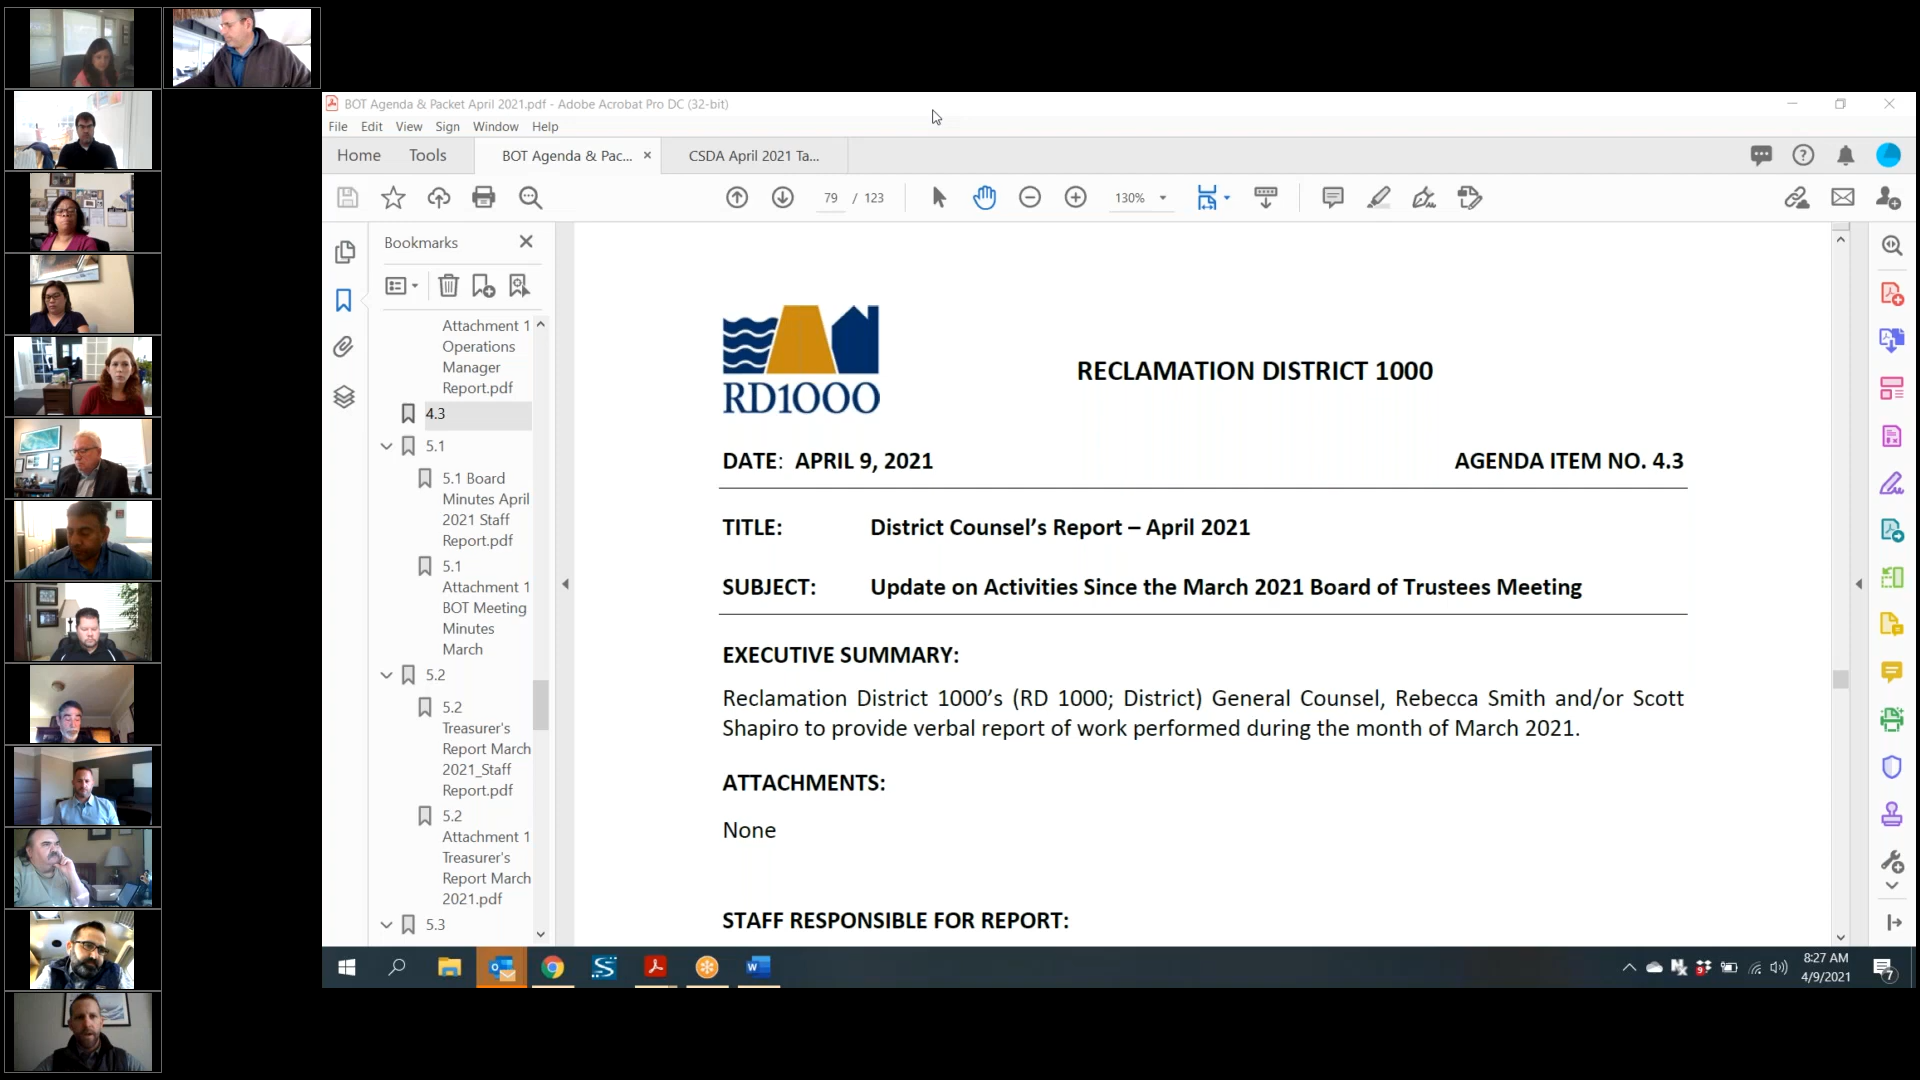 BOT Agenda & Packet April 2021.pdf - Adobe Acrobat Pro DC (32-bit)
File Edit View Sign Window Help
Home Tools BOT Agenda & Pac... × CSDA April 2021 Ta...
79 / 123 130%
Bookmarks
Attachment 1
Operations
Manager
Report.pdf
4.3
5.1
5.1 Board
Minutes April
2021 Staff
Report.pdf
5.1
Attachment 1
BOT Meeting
Minutes
March
5.2
5.2
Treasurer's
Report March
2021_Staff
Report.pdf
5.2
Attachment 1
Treasurer's
Report March
2021.pdf
5.3
RD1000
RECLAMATION DISTRICT 1000
DATE: APRIL 9, 2021 AGENDA ITEM NO. 4.3
TITLE: District Counsel’s Report – April 2021
SUBJECT: Update on Activities Since the March 2021 Board of Trustees Meeting
EXECUTIVE SUMMARY:
Reclamation District 1000’s (RD 1000; District) General Counsel, Rebecca Smith and/or Scott
Shapiro to provide verbal report of work performed during the month of March 2021.
ATTACHMENTS:
None
STAFF RESPONSIBLE FOR REPORT:
8:27 AM
4/9/2021
7